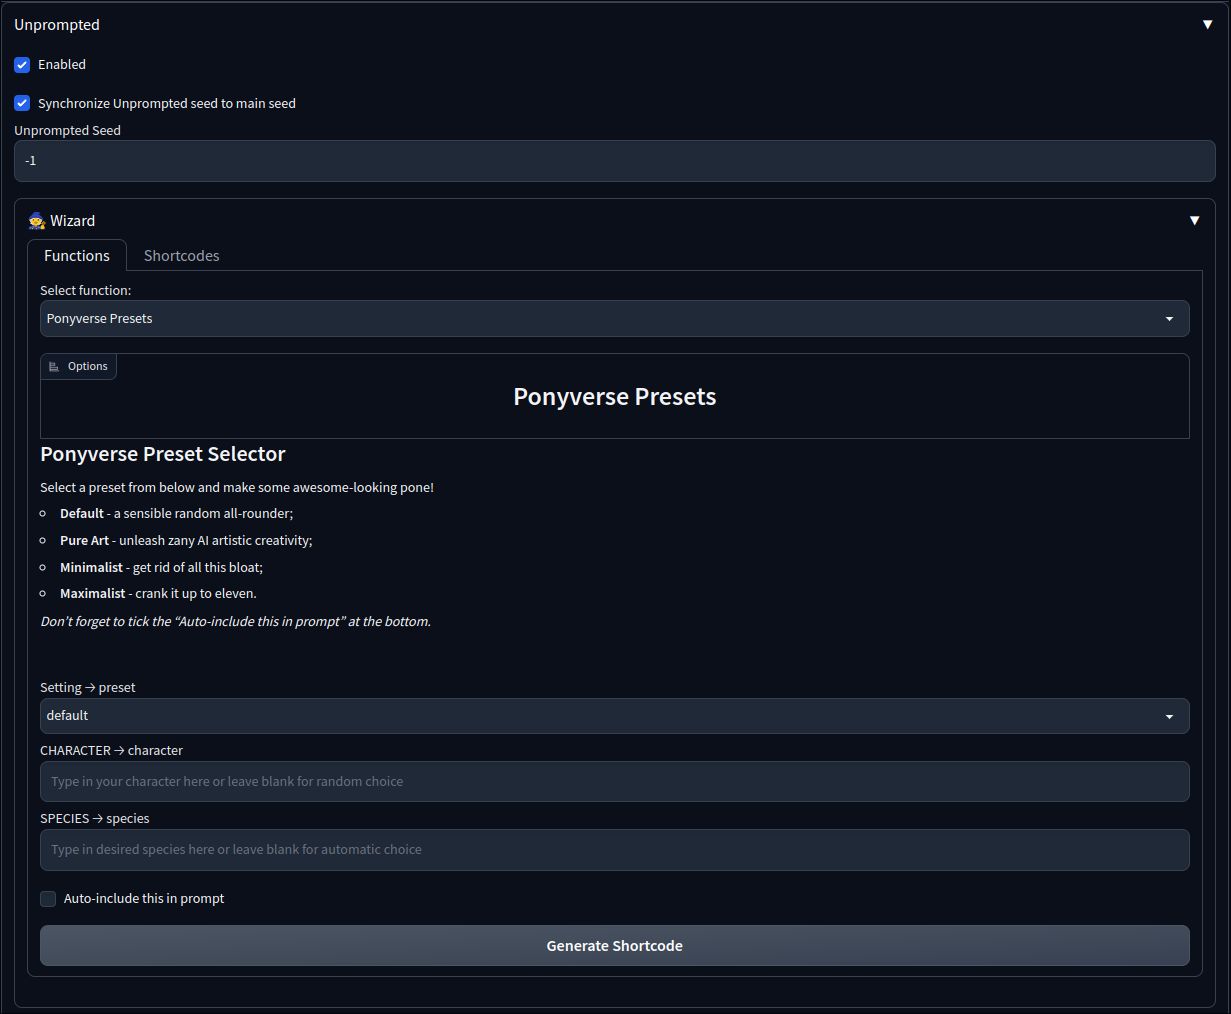 Unprompted
Enabled
Synchronize Unprompted seed to main seed
Unprompted Seed
-1
Wizard
Functions
Shortcodes
Select function:
Ponyverse Presets
Options
Ponyverse Presets
Ponyverse Preset Selector
Select a preset from below and make some awesome-looking pone!
Default - a sensible random all-rounder;
Pure Art - unleash zany AI artistic creativity;
Minimalist - get rid of all this bloat;
Maximalist - crank it up to eleven.
Don't forget to tick the “Auto-include this in prompt” at the bottom.
Setting → preset
default
CHARACTER → character
Type in your character here or leave blank for random choice
SPECIES → species
Type in desired species here or leave blank for automatic choice
Auto-include this in prompt
Generate Shortcode